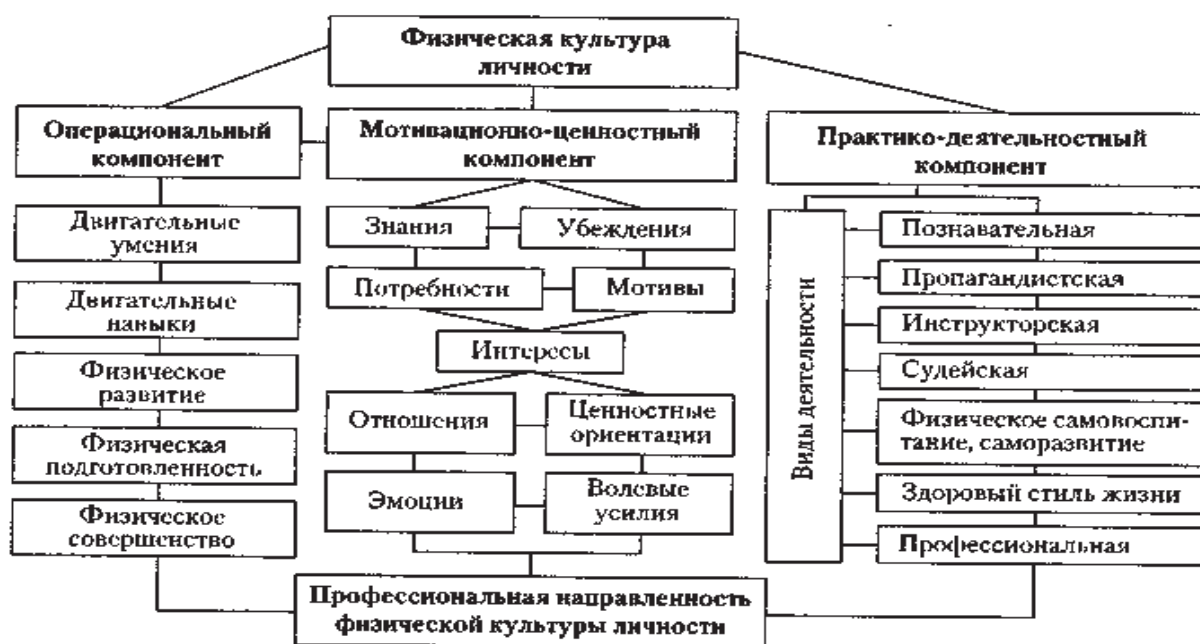 Физическая культура
личности
Операциональный
компонент
Мотивационно-ценностный
компонент
Практико-деятельностный
компонент
Двигательные
умения
Двигательные
навыки
Физическое
развитие
Физическая
подготовленность
Физическое
совершенство
Знания
Убеждения
Потребности
Мотивы
Интересы
Отношения
Ценностные
ориентации
Эмоции
Волевые
усилия
Виды деятельности
Познавательная
Пропагандистская
Инструкторская
Судейская
Физическое самовоспи-
тание, саморазвитие
Здоровый стиль жизни
Профессиональная
Профессиональная направленность
физической культуры личности